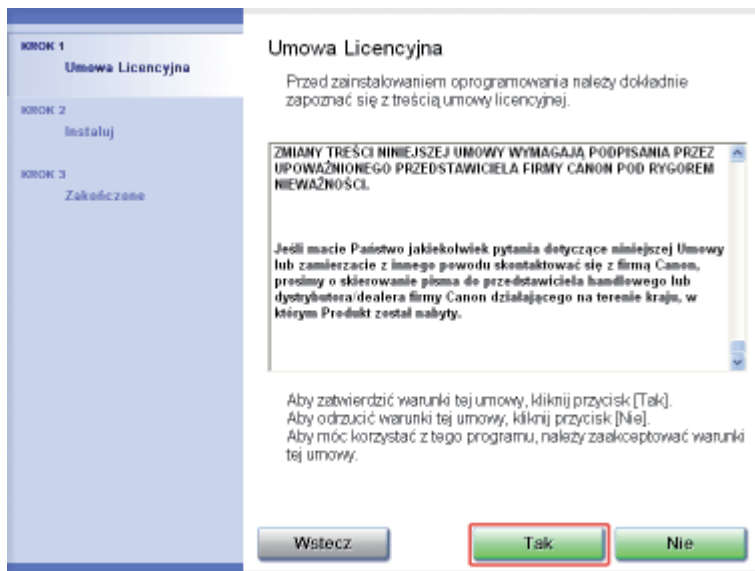 KROK 1
Umowa Licencyjna
KROK 2
Instaluj
KROK 3
Zakończone
Umowa Licencyjna
Przed zainstalowaniem oprogramowania należy dokładnie
zapoznać się z treścią umowy licencyjnej.
ZMIANY TREŚCI NINIEJSZEJ UMOWY WYMAGAJĄ PODPISANIA PRZEZ
UPOWAŻNIONEGO PRZEDSTAWICIELA FIRMY CANON POD RYGOREM
NIEWAŻNOŚCI.
Jeśli macie Państwo jakiekolwiek pytania dotyczące niniejszej Umowy
lub zamierzacie z innego powodu skontaktować się z firmą Canon,
prosimy o skierowanie pisma do przedstawiciela handlowego lub
dystrybutora/dealera firmy Canon działającego na terenie kraju, w
którym Produkt został nabyty.
Aby zatwierdzić warunki tej umowy, kliknij przycisk [Tak].
Aby odrzucić warunki tej umowy, kliknij przycisk [Nie].
Aby móc korzystać z tego programu, należy zaakceptować warunki
tej umowy.
Wstecz
Tak
Nie